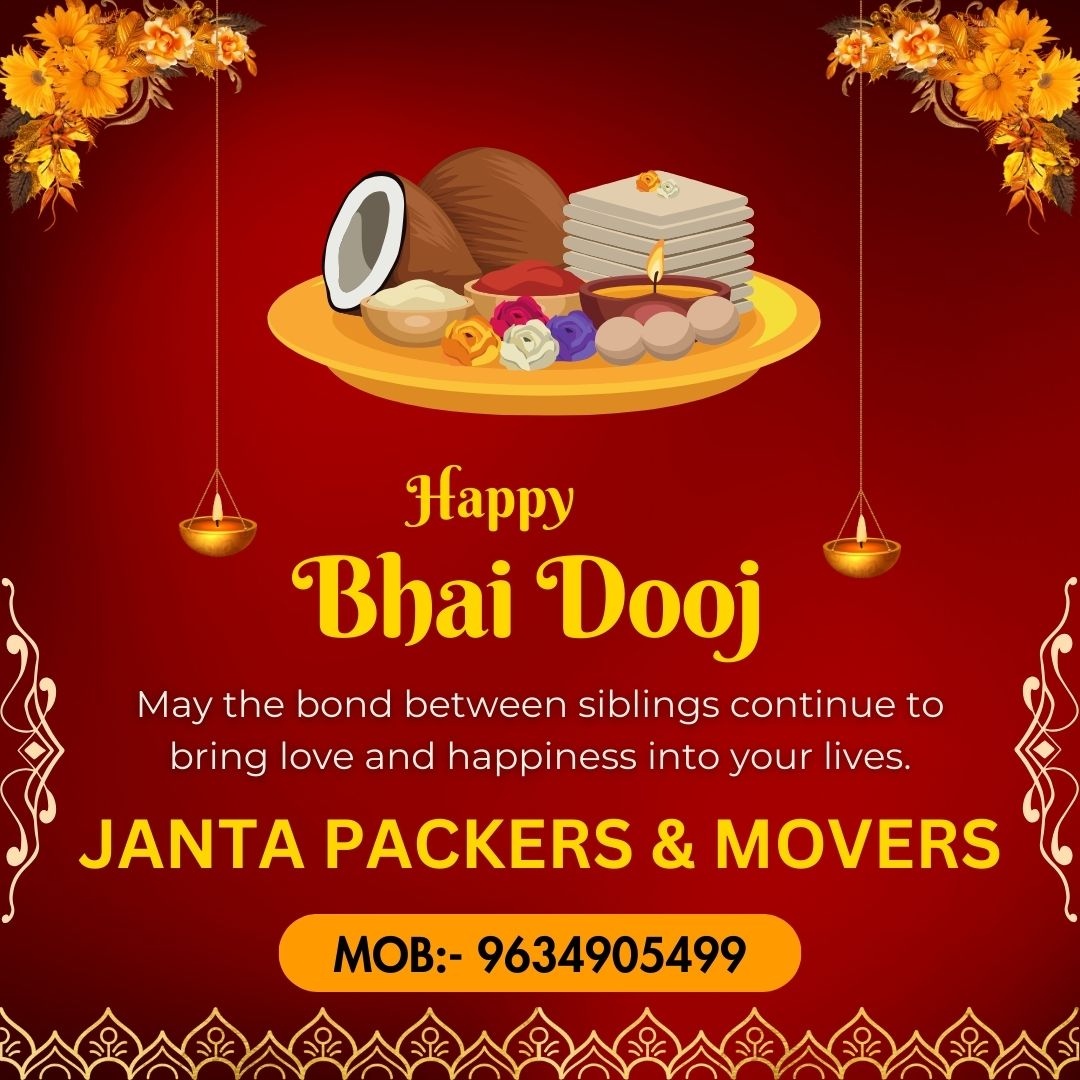 Happy
Bhai Dooj
May the bond between siblings continue to
bring love and happiness into your lives.
JANTA PACKERS & MOVERS
MOB:- 9634905499